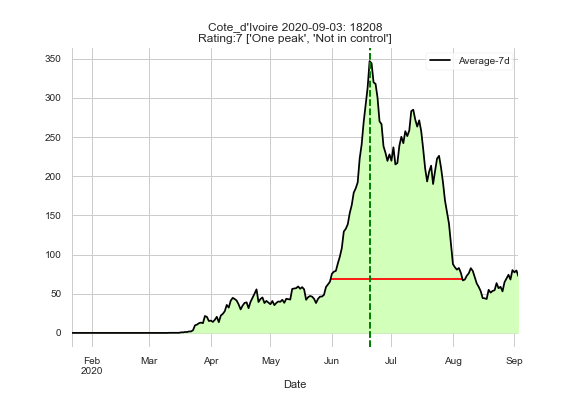 Cote_d'Ivoire 2020-09-03: 18208
Rating:7 ['One peak', 'Not in control']
Average-7d
350
300
250
200
150
100
50
0
Feb Mar Apr May Jun Jul Aug Sep
2020
Date